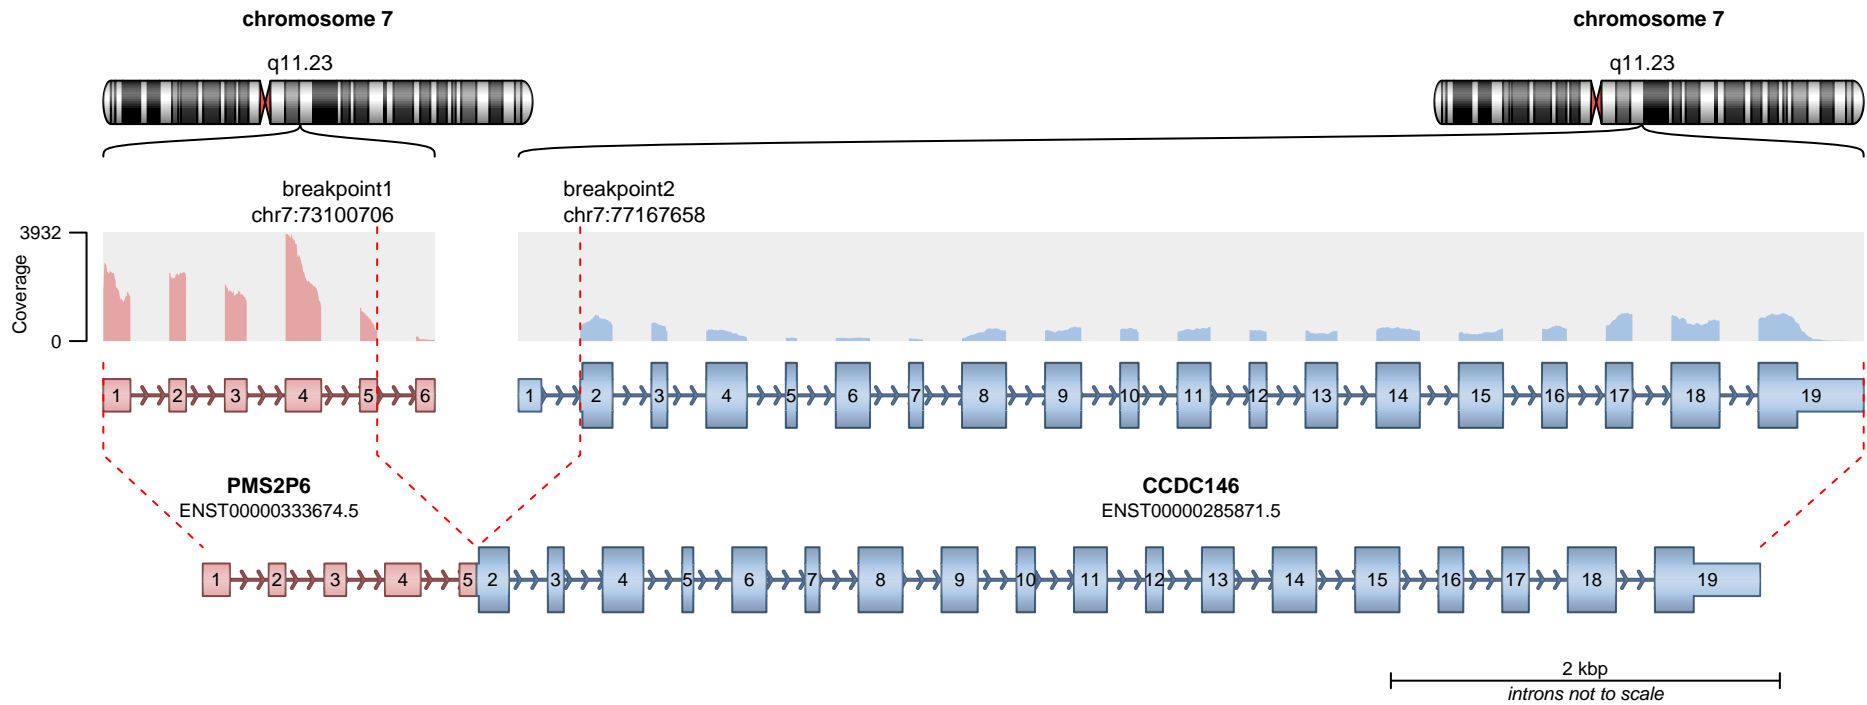 chromosome 7
chromosome 7
q11.23
q11.23
breakpoint1
chr7:73100706
breakpoint2
chr7:77167658
3932
Coverage
0
1 2 3 4 5 6
1 2 3 4 5 6 7 8 9 10 11 12 13 14 15 16 17 18 19
PMS2P6
ENST00000333674.5
CCDC146
ENST00000285871.5
1 2 3 4 5 2 3 4 5 6 7 8 9 10 11 12 13 14 15 16 17 18 19
2 kbp
introns not to scale